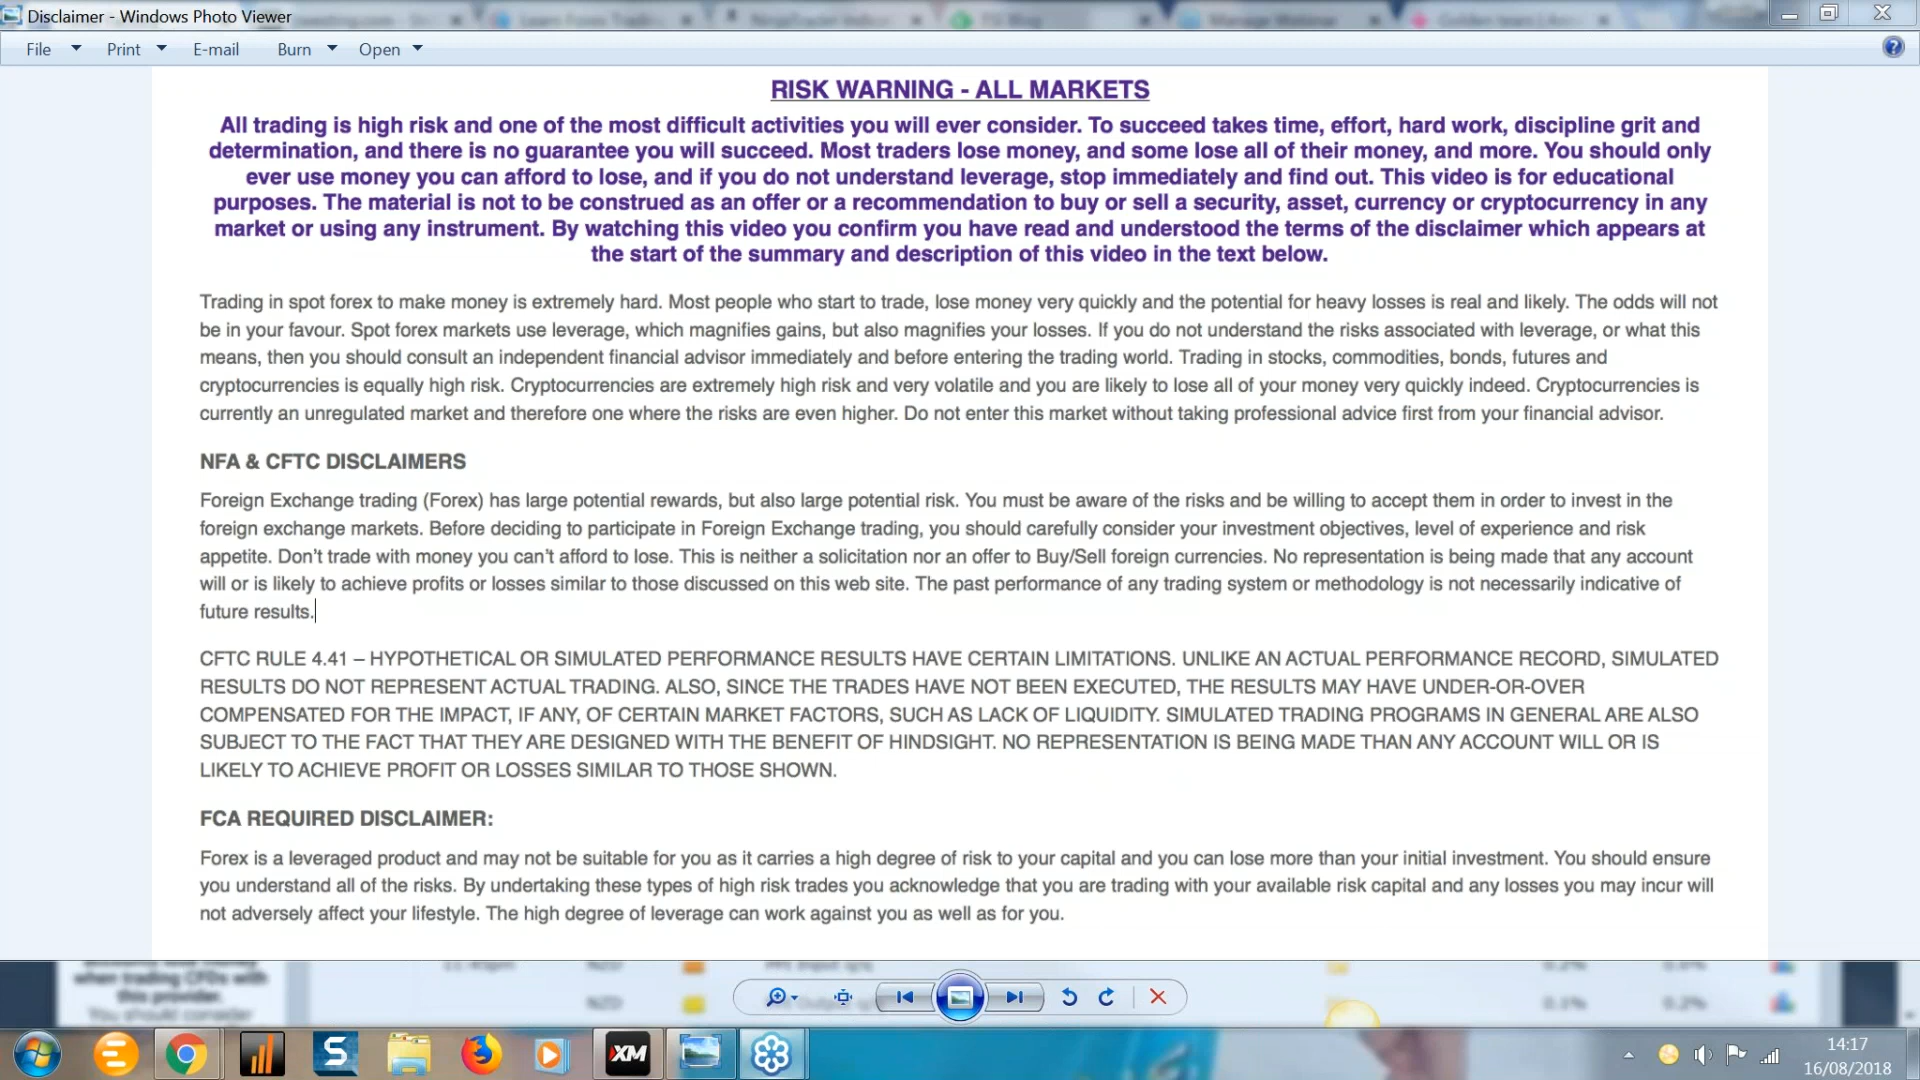 Disclaimer - Windows Photo Viewer
File Print E-mail Burn Open
RISK WARNING - ALL MARKETS
All trading is high risk and one of the most difficult activities you will ever consider. To succeed takes time, effort, hard work, discipline grit and
determination, and there is no guarantee you will succeed. Most traders lose money, and some lose all of their money, and more. You should only
ever use money you can afford to lose, and if you do not understand leverage, stop immediately and find out. This video is for educational
purposes. The material is not to be construed as an offer or a recommendation to buy or sell a security, asset, currency or cryptocurrency in any
market or using any instrument. By watching this video you confirm you have read and understood the terms of the disclaimer which appears at
the start of the summary and description of this video in the text below.
Trading in spot forex to make money is extremely hard. Most people who start to trade, lose money very quickly and the potential for heavy losses is real and likely. The odds will not
be in your favour. Spot forex markets use leverage, which magnifies gains, but also magnifies your losses. If you do not understand the risks associated with leverage, or what this
means, then you should consult an independent financial advisor immediately and before entering the trading world. Trading in stocks, commodities, bonds, futures and
cryptocurrencies is equally high risk. Cryptocurrencies are extremely high risk and very volatile and you are likely to lose all of your money very quickly indeed. Cryptocurrencies is
currently an unregulated market and therefore one where the risks are even higher. Do not enter this market without taking professional advice first from your financial advisor.
NFA & CFTC DISCLAIMERS
Foreign Exchange trading (Forex) has large potential rewards, but also large potential risk. You must be aware of the risks and be willing to accept them in order to invest in the
foreign exchange markets. Before deciding to participate in Foreign Exchange trading, you should carefully consider your investment objectives, level of experience and risk
appetite. Don't trade with money you can't afford to lose. This is neither a solicitation nor an offer to Buy/Sell foreign currencies. No representation is being made that any account
will or is likely to achieve profits or losses similar to those discussed on this web site. The past performance of any trading system or methodology is not necessarily indicative of
future results.
CFTC RULE 4.41 – HYPOTHETICAL OR SIMULATED PERFORMANCE RESULTS HAVE CERTAIN LIMITATIONS. UNLIKE AN ACTUAL PERFORMANCE RECORD, SIMULATED
RESULTS DO NOT REPRESENT ACTUAL TRADING. ALSO, SINCE THE TRADES HAVE NOT BEEN EXECUTED, THE RESULTS MAY HAVE UNDER-OR-OVER
COMPENSATED FOR THE IMPACT, IF ANY, OF CERTAIN MARKET FACTORS, SUCH AS LACK OF LIQUIDITY. SIMULATED TRADING PROGRAMS IN GENERAL ARE ALSO
SUBJECT TO THE FACT THAT THEY ARE DESIGNED WITH THE BENEFIT OF HINDSIGHT. NO REPRESENTATION IS BEING MADE THAN ANY ACCOUNT WILL OR IS
LIKELY TO ACHIEVE PROFIT OR LOSSES SIMILAR TO THOSE SHOWN.
FCA REQUIRED DISCLAIMER:
Forex is a leveraged product and may not be suitable for you as it carries a high degree of risk to your capital and you can lose more than your initial investment. You should ensure
you understand all of the risks. By undertaking these types of high risk trades you acknowledge that you are trading with your available risk capital and any losses you may incur will
not adversely affect your lifestyle. The high degree of leverage can work against you as well as for you.
when trading CFDs with
this provider.
You should consider
NZD
0.1% 0.2%
XM
14:17
16/08/2018